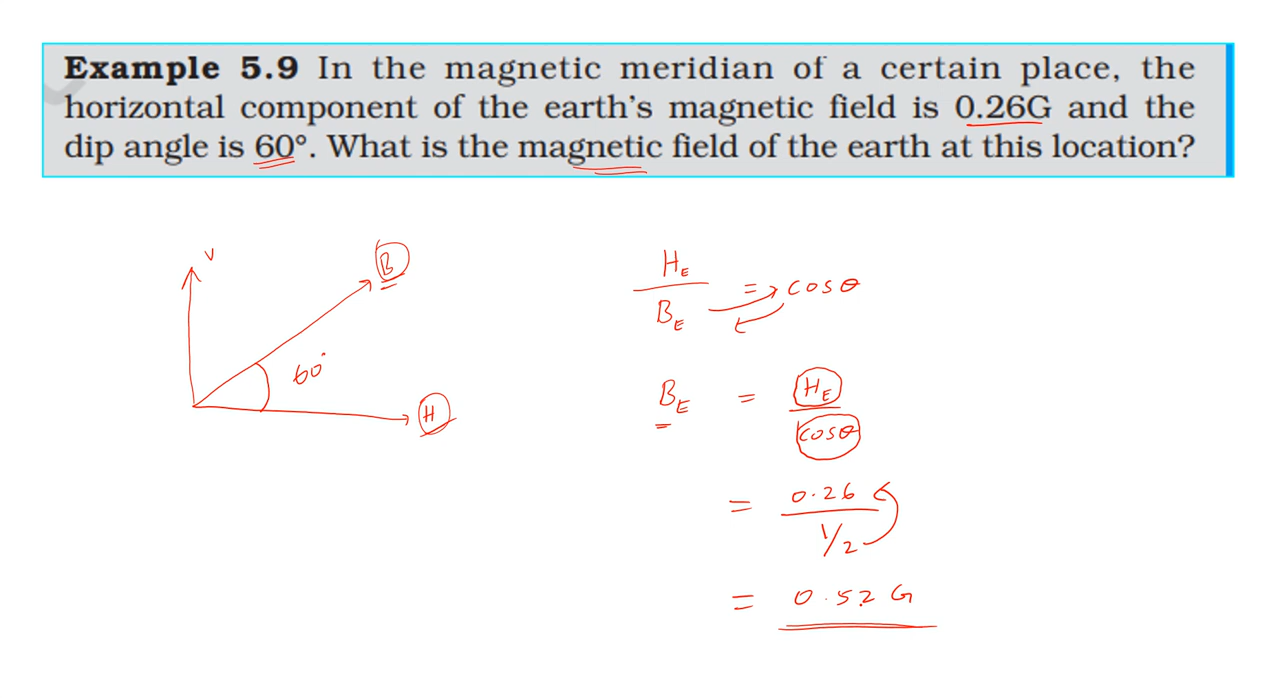 Example 5.9 In the magnetic meridian of a certain place, the
horizontal component of the earth's magnetic field is 0.26G and the
dip angle is 60°. What is the magnetic field of the earth at this location?
V
B
60°
H
H_E / B_E = cosθ
B_E = H_E / cosθ
= 0.26 / 1/2
= 0.52 G